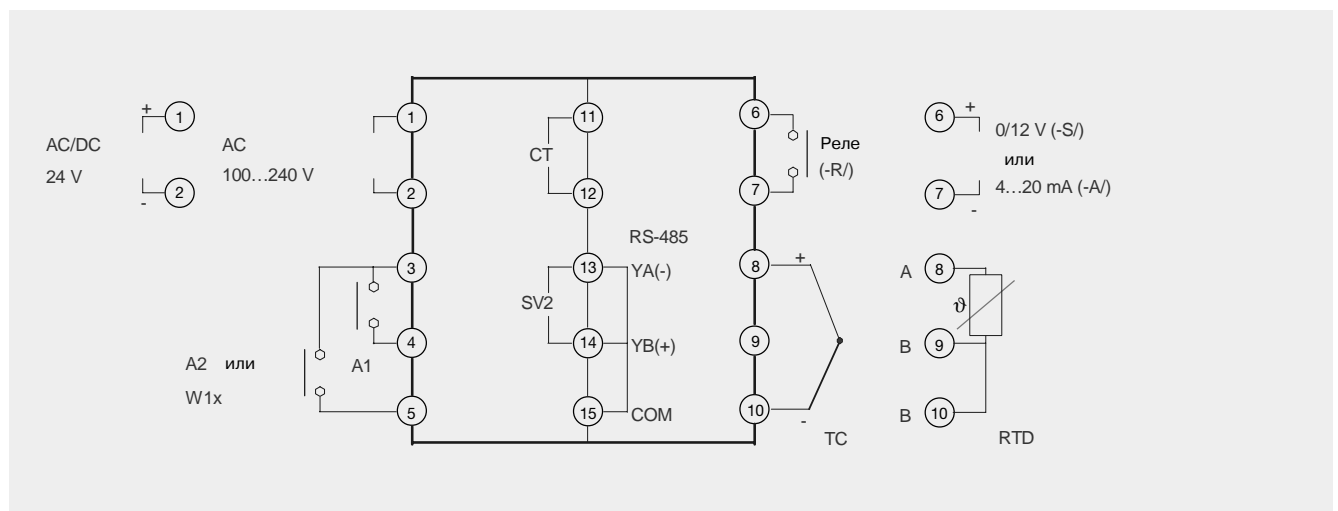 AC/DC
24 V
+
1
2
-
AC
100...240 V
1
2
3
4
5
A2 или
W1x
A1
11
CT
12
RS-485
13
YA(-)
SV2
14
YB(+)
15
COM
6
Реле
(-R/)
7
8
+
9
10
-
TC
6
+
0/12 V (-S/)
или
4...20 mA (-A/)
7
-
A
8
ϑ
B
9
B
10
RTD